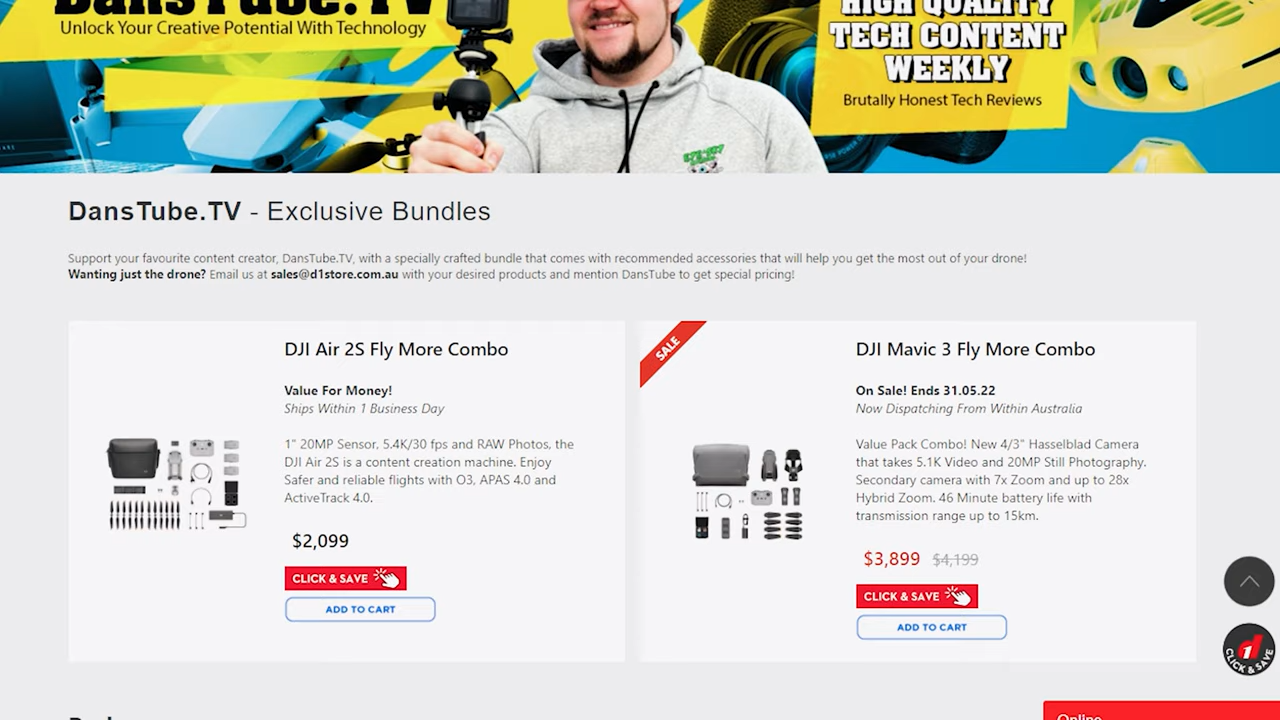 DansTube.TV
Unlock Your Creative Potential With Technology
HIGH QUALITY
TECH CONTENT
WEEKLY
Brutally Honest Tech Reviews
DansTube.TV - Exclusive Bundles
Support your favourite content creator, DansTube.TV, with a specially crafted bundle that comes with recommended accessories that will help you get the most out of your drone!
Wanting just the drone? Email us at sales@d1store.com.au with your desired products and mention DansTube to get special pricing!
DJI Air 2S Fly More Combo
Value For Money!
Ships Within 1 Business Day
1" 20MP Sensor, 5.4K/30 fps and RAW Photos, the
DJI Air 2S is a content creation machine. Enjoy
Safer and reliable flights with O3, APAS 4.0 and
ActiveTrack 4.0.
$2,099
CLICK & SAVE
ADD TO CART
SALE
DJI Mavic 3 Fly More Combo
On Sale! Ends 31.05.22
Now Dispatching From Within Australia
Value Pack Combo! New 4/3" Hasselblad Camera
that takes 5.1K Video and 20MP Still Photography.
Secondary camera with 7x Zoom and up to 28x
Hybrid Zoom. 46 Minute battery life with
transmission range up to 15km.
$3,899 $4,199
CLICK & SAVE
ADD TO CART
1
CLICK & SAVE
Online